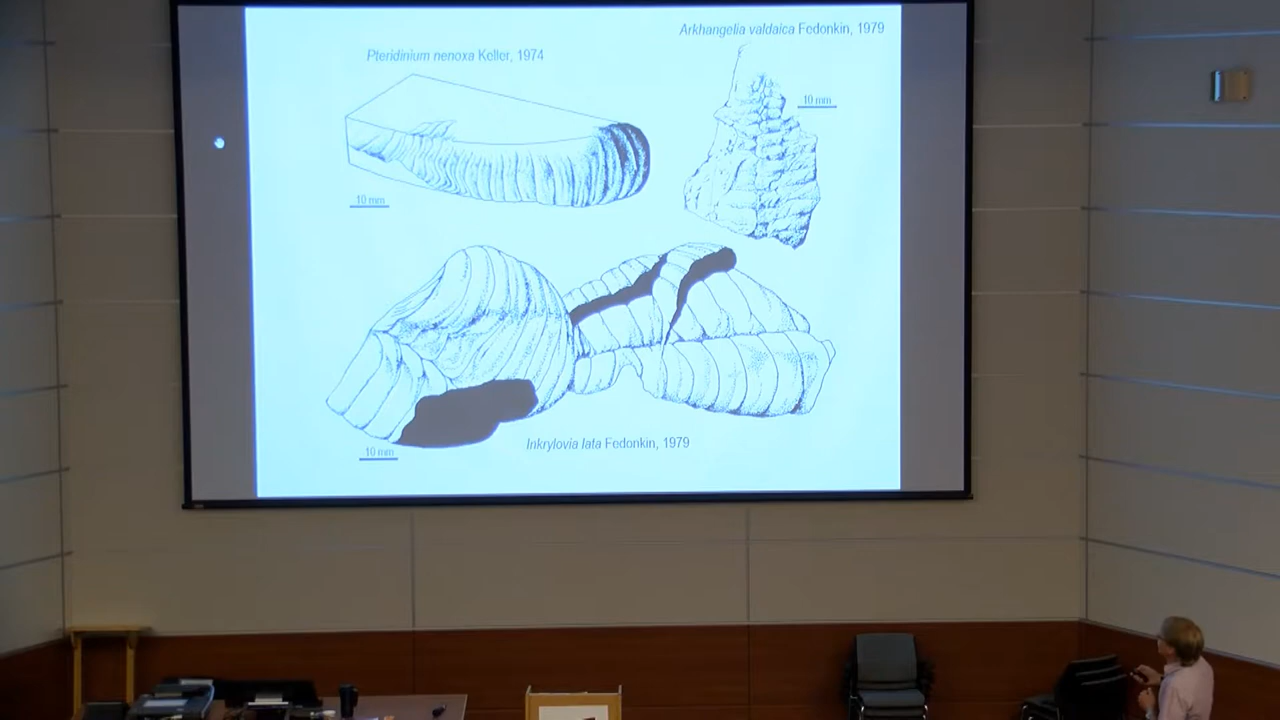 Arkhangelia valdaica Fedonkin, 1979
Pteridinium nenoxa Keller, 1974
10 mm
10 mm
Inkrylovia lata Fedonkin, 1979
10 mm